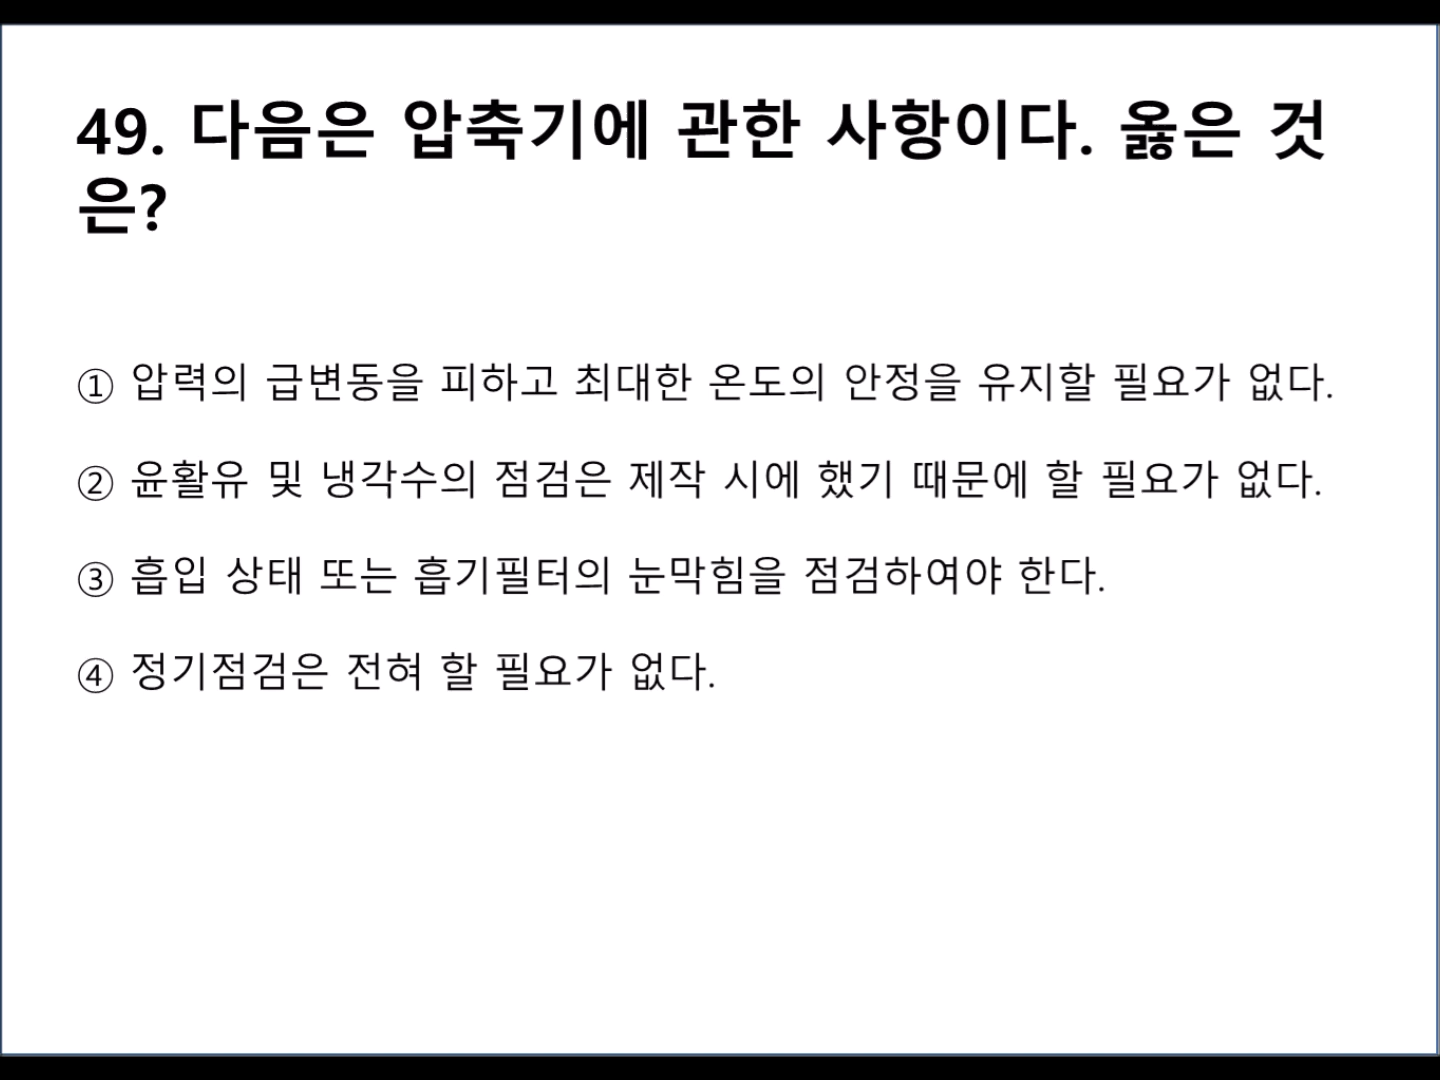 49. 다음은 압축기에 관한 사항이다. 옳은 것
은?
① 압력의 급변동을 피하고 최대한 온도의 안정을 유지할 필요가 없다.
② 윤활유 및 냉각수의 점검은 제작 시에 했기 때문에 할 필요가 없다.
③ 흡입 상태 또는 흡기필터의 눈막힘을 점검하여야 한다.
④ 정기점검은 전혀 할 필요가 없다.